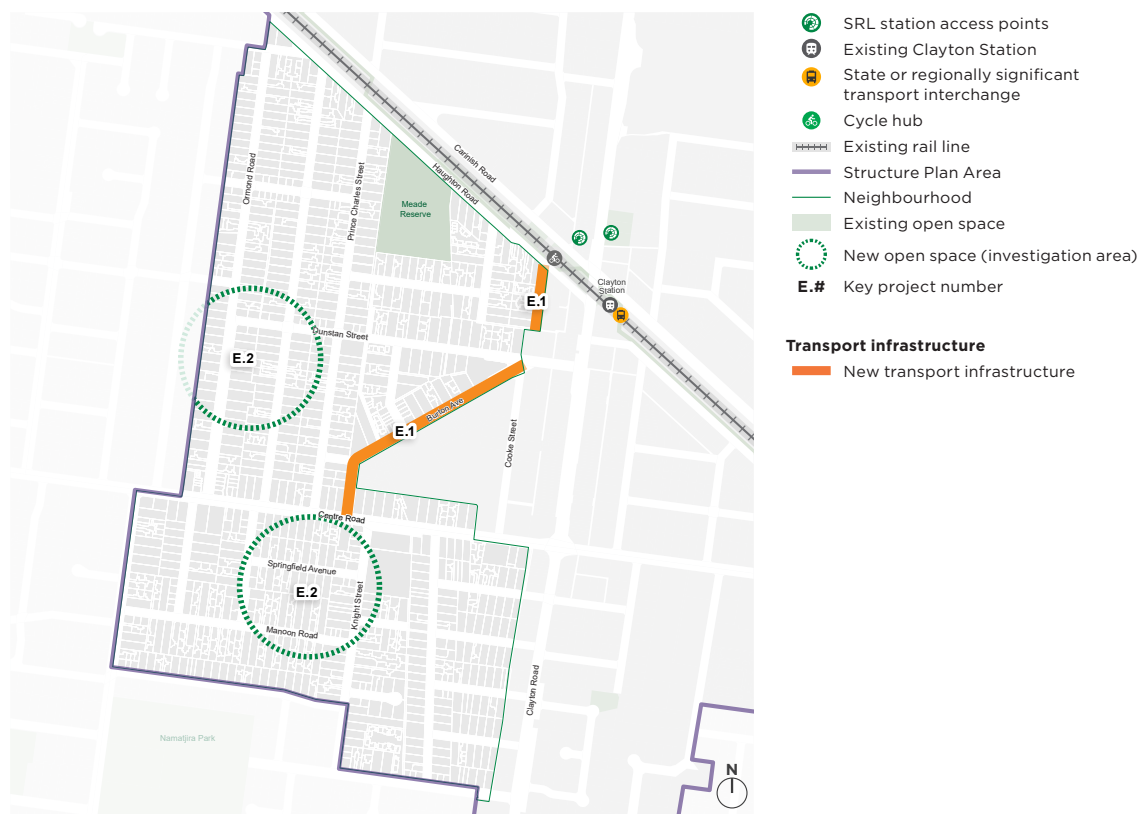 Ormond Road
Prince Charles Street
Carinish Road
Haughton Road
Meade
Reserve
Clayton
Station
E.1
Dunstan Street
E.2
Burton Ave
E.1
Cooke Street
Centre Road
Springfield Avenue
E.2
Knight Street
Manoon Road
Clayton Road
Namatjira Park
N
SRL station access points
Existing Clayton Station
State or regionally significant
transport interchange
Cycle hub
Existing rail line
Structure Plan Area
Neighbourhood
Existing open space
New open space (investigation area)
E.# Key project number
Transport infrastructure
New transport infrastructure